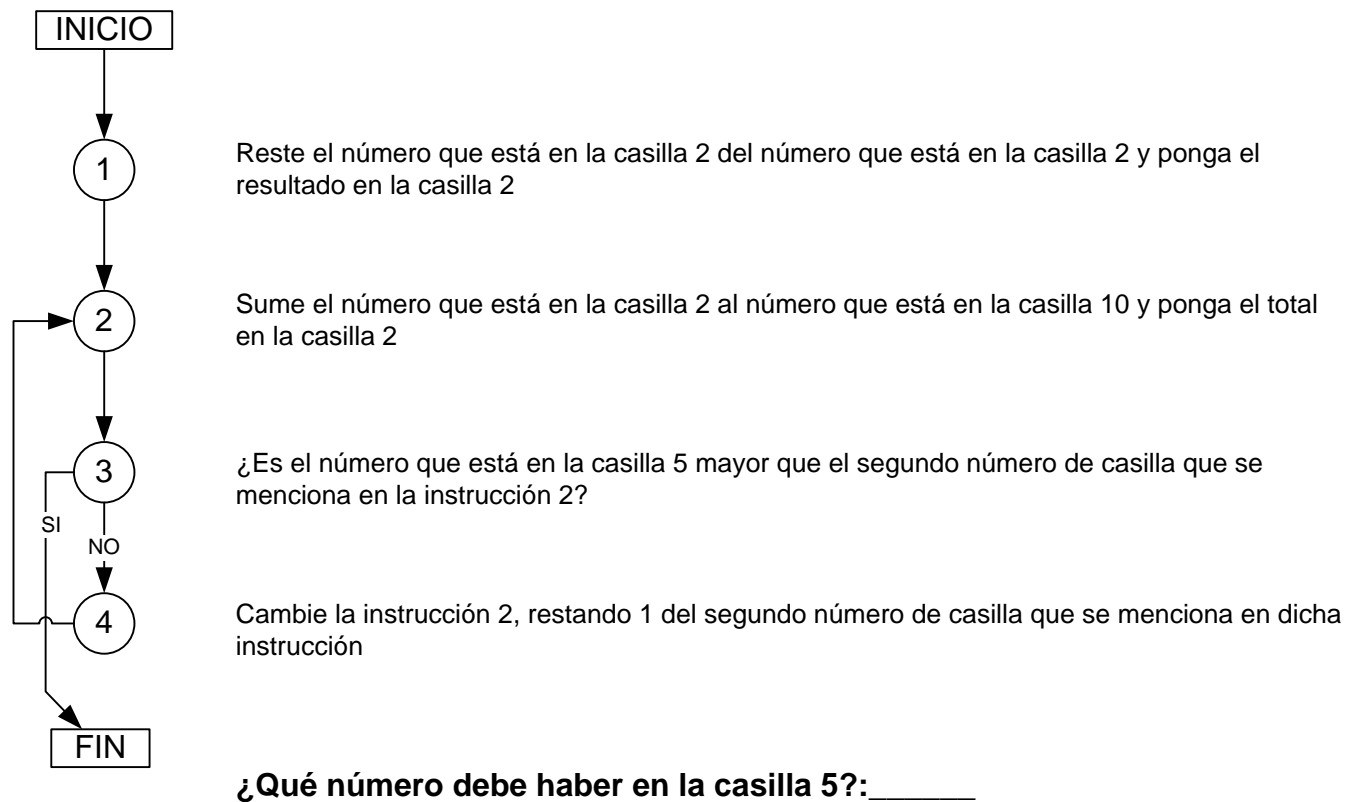 INICIO
1
Reste el número que está en la casilla 2 del número que está en la casilla 2 y ponga el
resultado en la casilla 2
2
Sume el número que está en la casilla 2 al número que está en la casilla 10 y ponga el total
en la casilla 2
3
¿Es el número que está en la casilla 5 mayor que el segundo número de casilla que se
menciona en la instrucción 2?
SI
NO
4
Cambie la instrucción 2, restando 1 del segundo número de casilla que se menciona en dicha
instrucción
FIN
¿Qué número debe haber en la casilla 5?:______